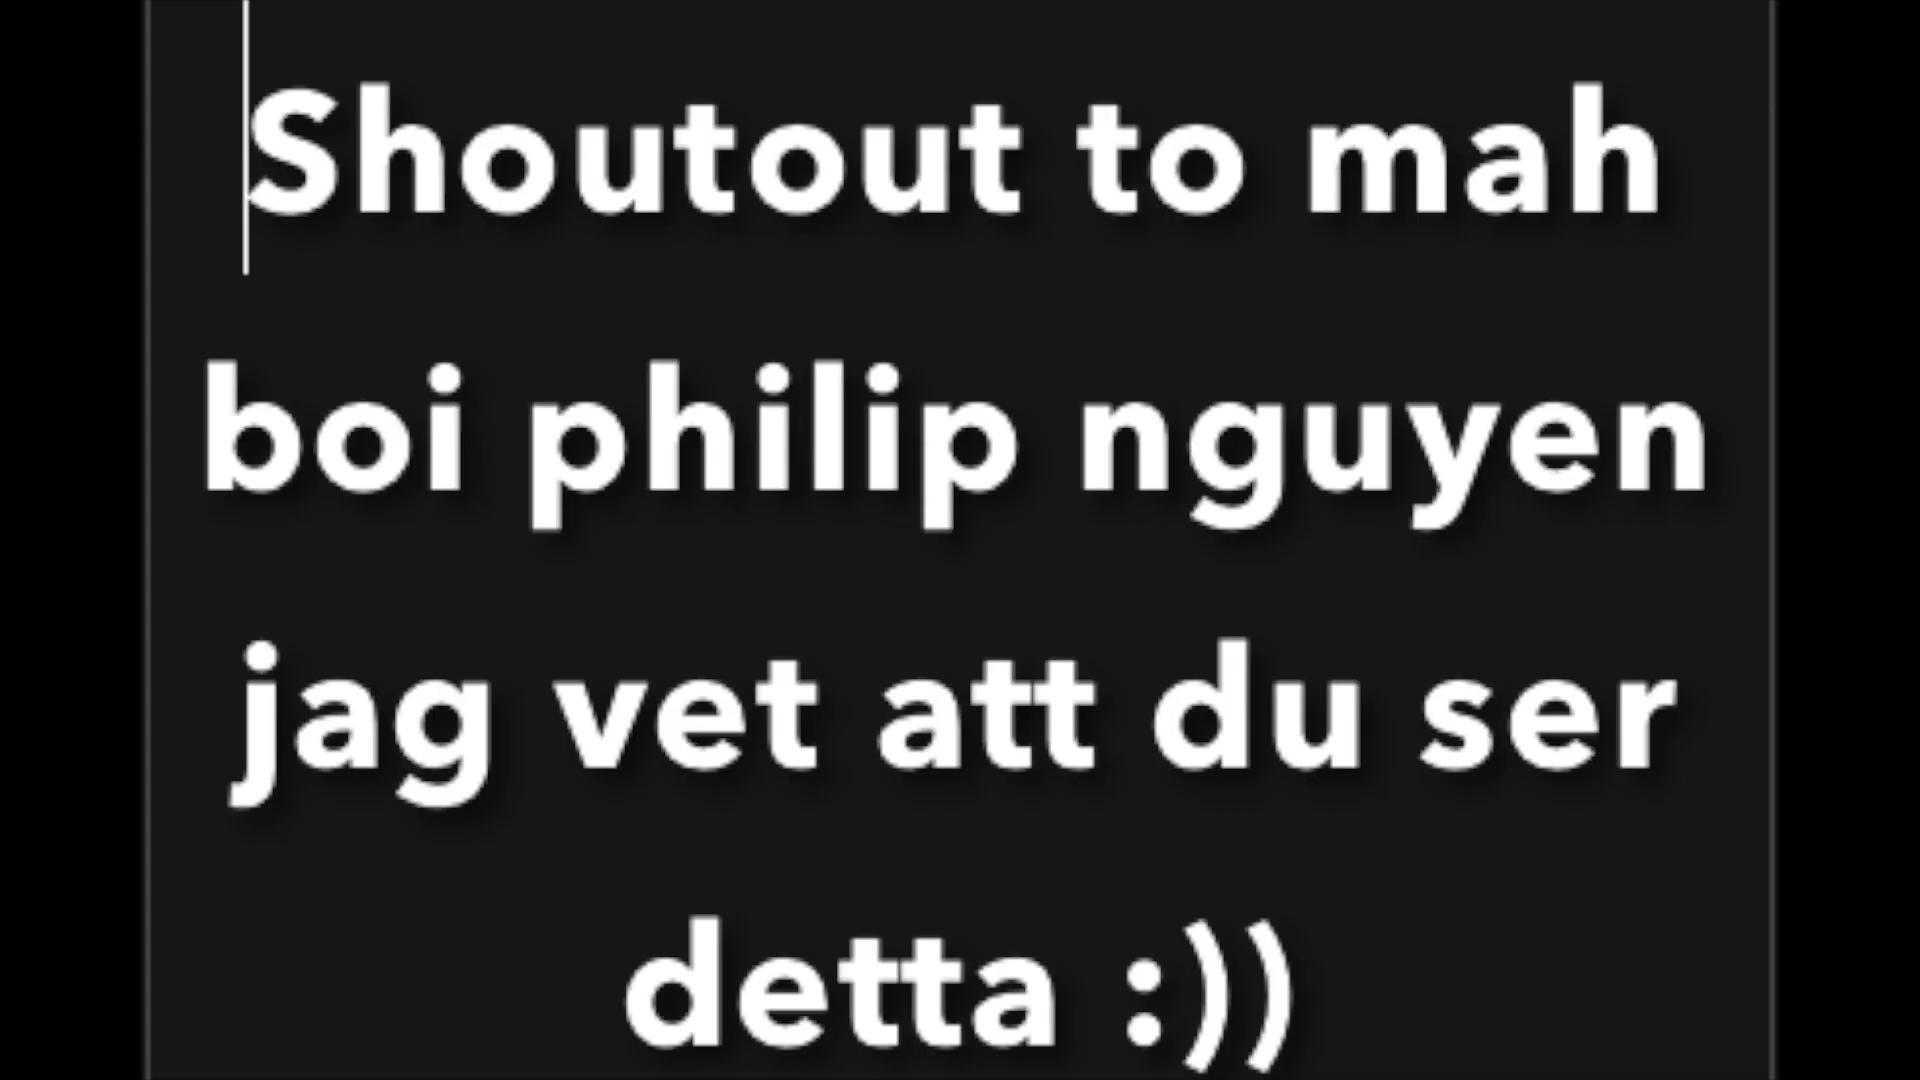 Shoutout to mah
boi philip nguyen
jag vet att du ser
detta :))